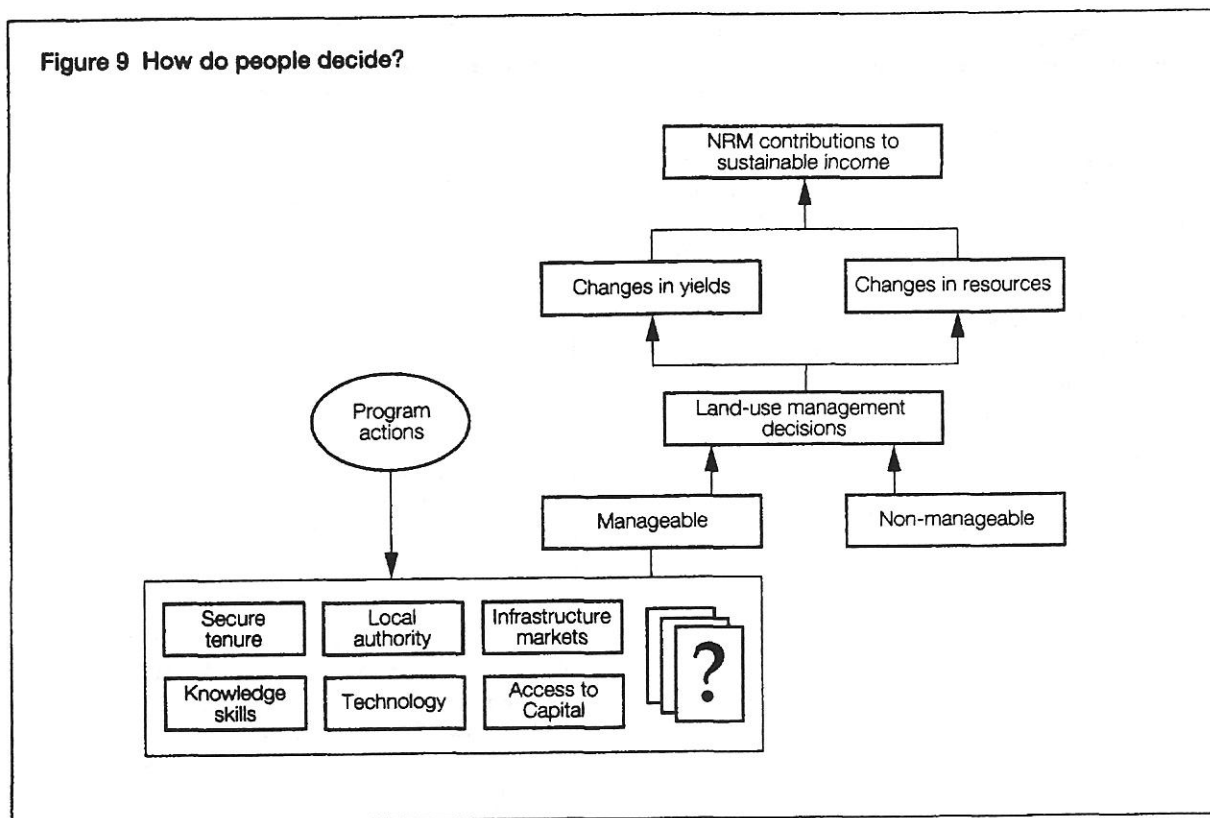 Figure 9 How do people decide?
NRM contributions to
sustainable income
Changes in yields
Changes in resources
Program
actions
Land-use management
decisions
Manageable
Non-manageable
Secure
tenure
Local
authority
Infrastructure
markets
Knowledge
skills
Technology
Access to
Capital
?